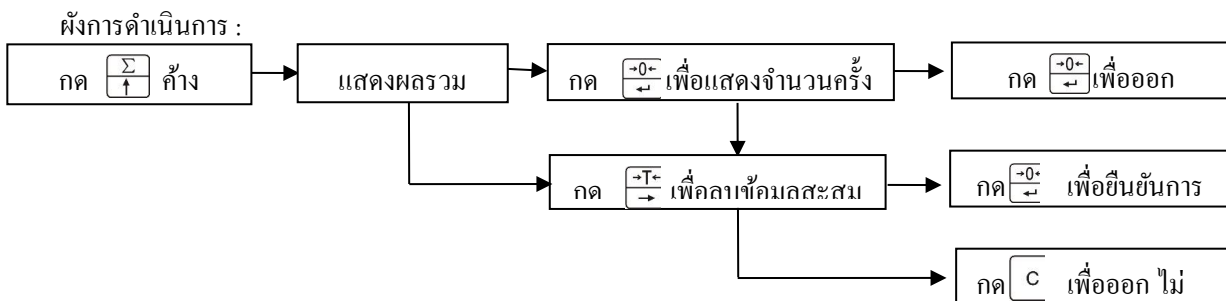 ผังการดำเนินการ :
กด Σ ↑ ค้าง
แสดงผลรวม
กด →0← ↵ เพื่อแสดงจำนวนครั้ง
กด →0← ↵ เพื่อออก
กด →T← → เพื่อลบข้อมูลสะสม
กด →0← ↵ เพื่อยืนยันการ
กด C เพื่อออก ไม่